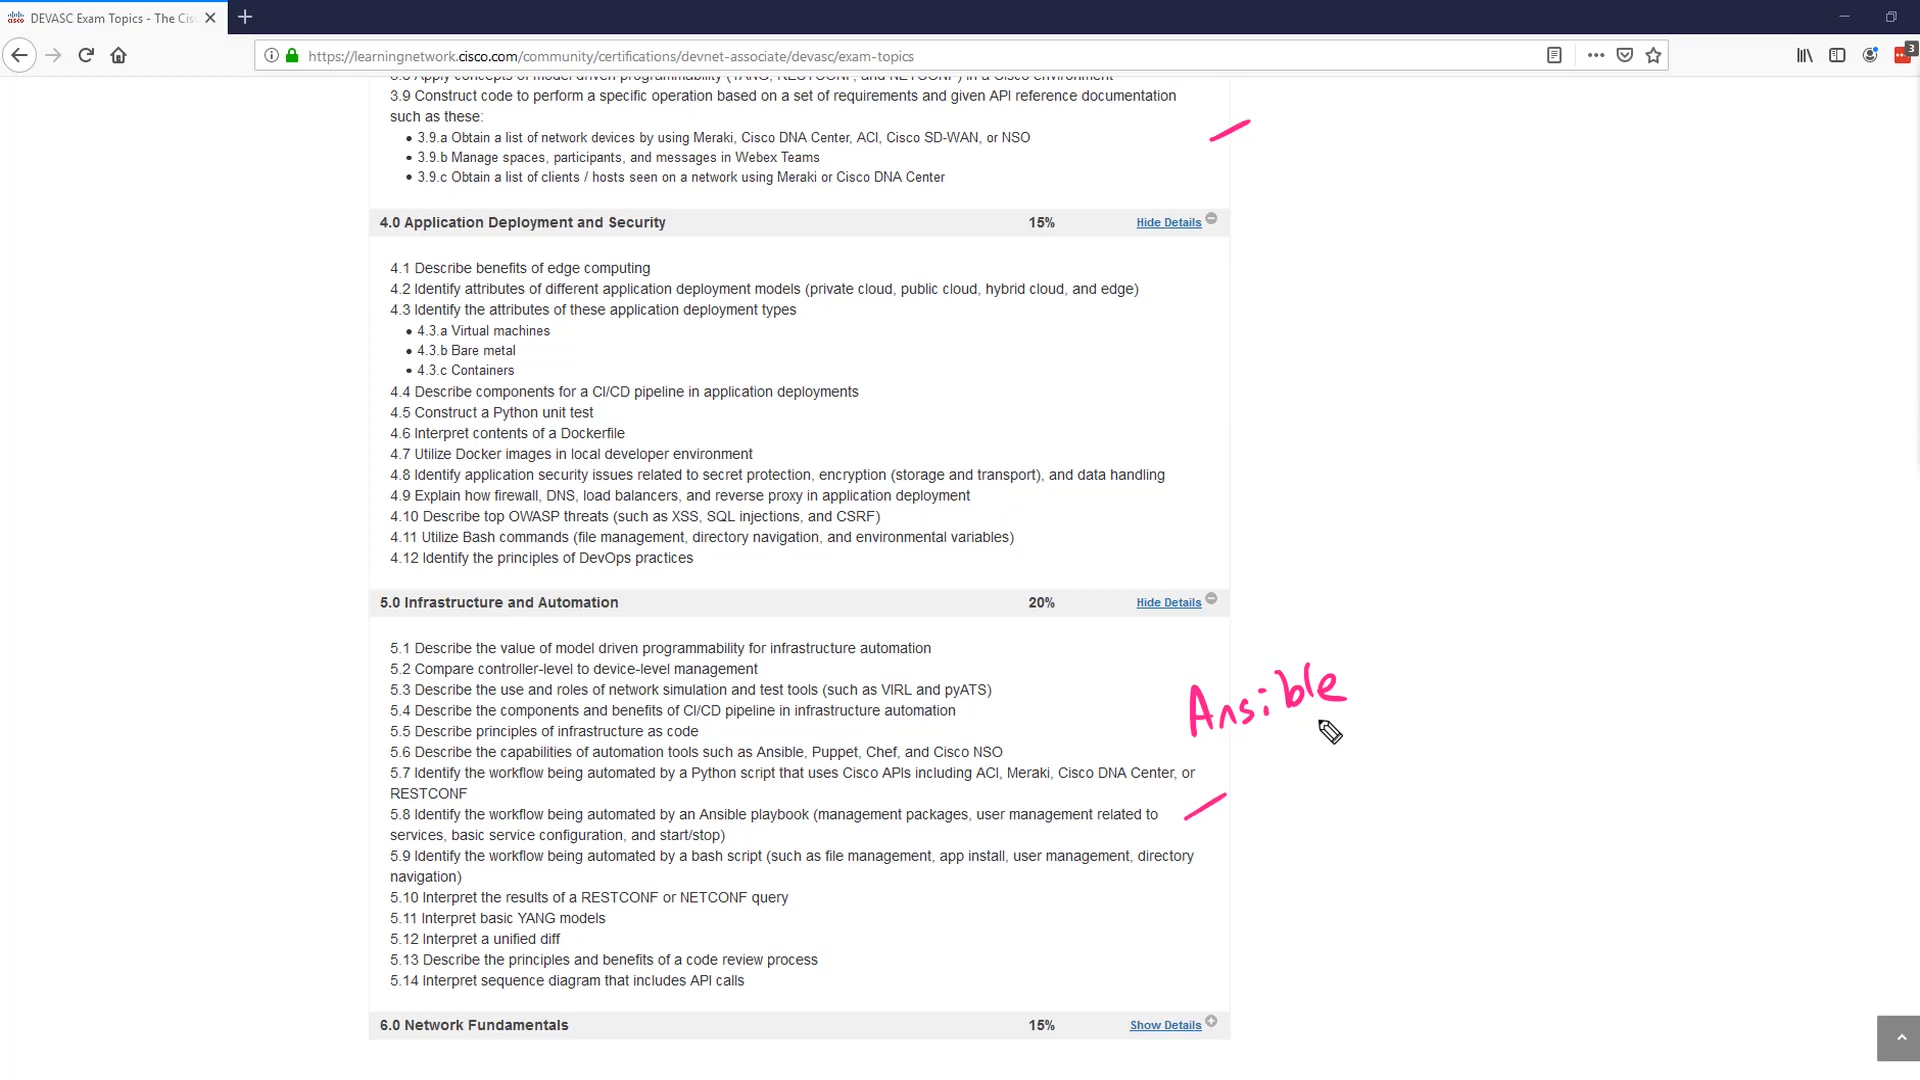 DEVASC Exam Topics - The Cis
https://learningnetwork.cisco.com/community/certifications/devnet-associate/devasc/exam-topics
3
3.8 Apply concepts of model driven programmability (YANG, RESTCONF, and NETCONF) in a Cisco environment
3.9 Construct code to perform a specific operation based on a set of requirements and given API reference documentation
such as these:
• 3.9.a Obtain a list of network devices by using Meraki, Cisco DNA Center, ACI, Cisco SD-WAN, or NSO
• 3.9.b Manage spaces, participants, and messages in Webex Teams
• 3.9.c Obtain a list of clients / hosts seen on a network using Meraki or Cisco DNA Center
4.0 Application Deployment and Security 15% Hide Details
4.1 Describe benefits of edge computing
4.2 Identify attributes of different application deployment models (private cloud, public cloud, hybrid cloud, and edge)
4.3 Identify the attributes of these application deployment types
• 4.3.a Virtual machines
• 4.3.b Bare metal
• 4.3.c Containers
4.4 Describe components for a CI/CD pipeline in application deployments
4.5 Construct a Python unit test
4.6 Interpret contents of a Dockerfile
4.7 Utilize Docker images in local developer environment
4.8 Identify application security issues related to secret protection, encryption (storage and transport), and data handling
4.9 Explain how firewall, DNS, load balancers, and reverse proxy in application deployment
4.10 Describe top OWASP threats (such as XSS, SQL injections, and CSRF)
4.11 Utilize Bash commands (file management, directory navigation, and environmental variables)
4.12 Identify the principles of DevOps practices
5.0 Infrastructure and Automation 20% Hide Details
5.1 Describe the value of model driven programmability for infrastructure automation
5.2 Compare controller-level to device-level management
5.3 Describe the use and roles of network simulation and test tools (such as VIRL and pyATS)
Ansible
5.4 Describe the components and benefits of CI/CD pipeline in infrastructure automation
5.5 Describe principles of infrastructure as code
5.6 Describe the capabilities of automation tools such as Ansible, Puppet, Chef, and Cisco NSO
5.7 Identify the workflow being automated by a Python script that uses Cisco APIs including ACI, Meraki, Cisco DNA Center, or
RESTCONF
5.8 Identify the workflow being automated by an Ansible playbook (management packages, user management related to
services, basic service configuration, and start/stop)
5.9 Identify the workflow being automated by a bash script (such as file management, app install, user management, directory
navigation)
5.10 Interpret the results of a RESTCONF or NETCONF query
5.11 Interpret basic YANG models
5.12 Interpret a unified diff
5.13 Describe the principles and benefits of a code review process
5.14 Interpret sequence diagram that includes API calls
6.0 Network Fundamentals 15% Show Details